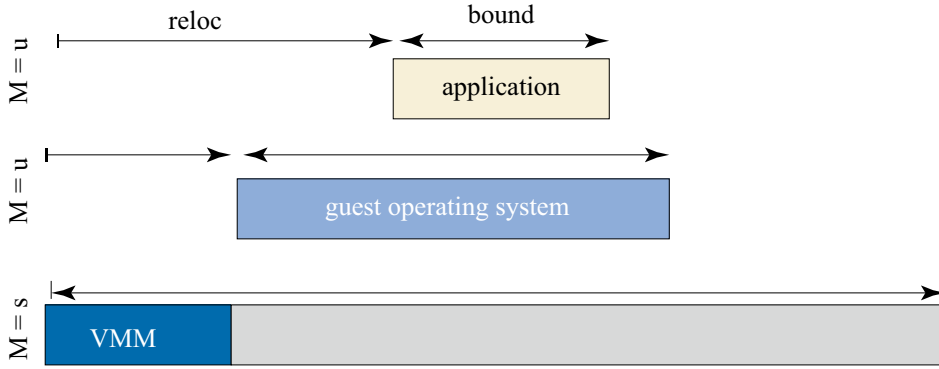 reloc
bound
M = u
application
M = u
guest operating system
M = s
VMM